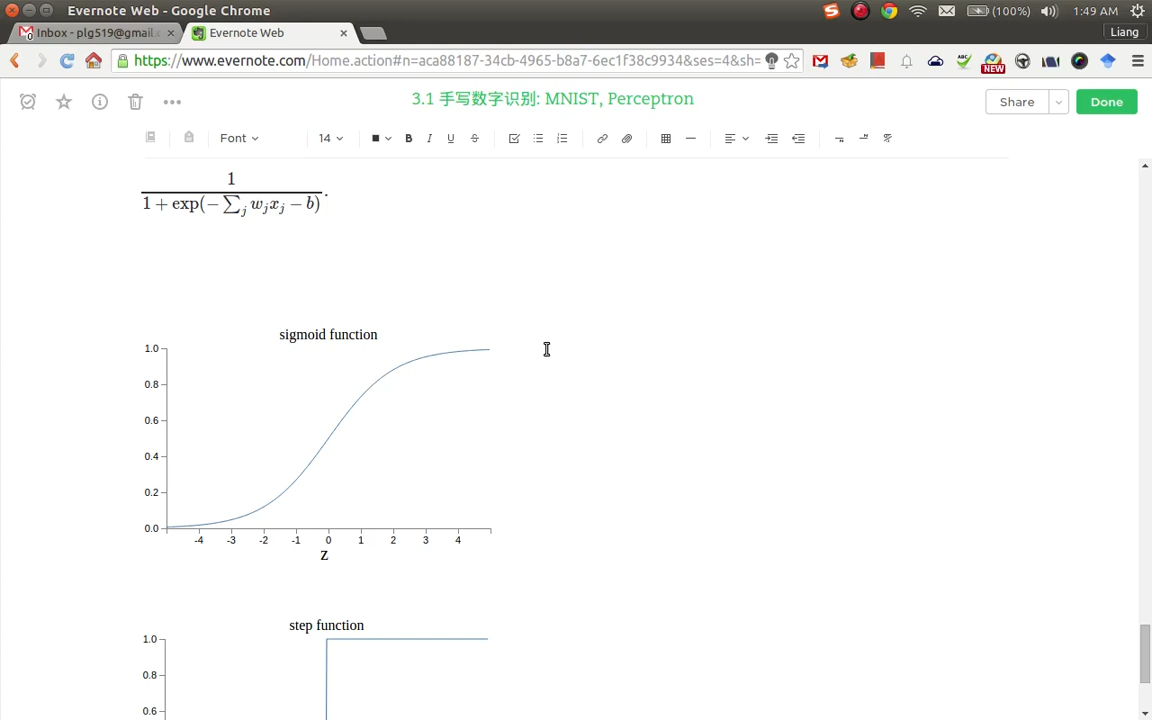 Evernote Web - Google Chrome
(100%) 1:49 AM
Inbox - plg519@gmail.c
Evernote Web
Liang
https://www.evernote.com/Home.action#n=aca88187-34cb-4965-b8a7-6ec1f38c9934&ses=4&sh=
NEW
3.1 手写数字识别: MNIST, Perceptron
Share
Done
Font
14
B I U S
1
1 + exp(− ∑j wjxj − b)
.
sigmoid function
1.0
0.8
0.6
0.4
0.2
0.0
-4 -3 -2 -1 0 1 2 3 4
z
step function
1.0
0.8
0.6